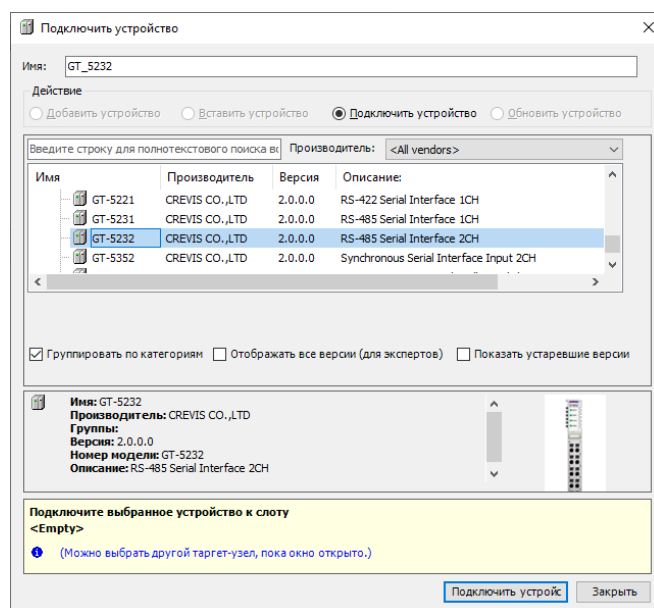 Подключить устройство
Имя: GT_5232
Действие
Добавить устройство Вставить устройство Подключить устройство Обновить устройство
Введите строку для полнотекстового поиска во Производитель: <All vendors>
Имя Производитель Версия Описание:
GT-5221 CREVIS CO.,LTD 2.0.0.0 RS-422 Serial Interface 1CH
GT-5231 CREVIS CO.,LTD 2.0.0.0 RS-485 Serial Interface 1CH
GT-5232 CREVIS CO.,LTD 2.0.0.0 RS-485 Serial Interface 2CH
GT-5352 CREVIS CO.,LTD 2.0.0.0 Synchronous Serial Interface Input 2CH
Группировать по категориям Отображать все версии (для экспертов) Показать устаревшие версии
Имя: GT-5232
Производитель: CREVIS CO.,LTD
Группы:
Версия: 2.0.0.0
Номер модели: GT-5232
Описание: RS-485 Serial Interface 2CH
Подключите выбранное устройство к слоту
<Empty>
(Можно выбрать другой таргет-узел, пока окно открыто.)
Подключить устройс Закрыть